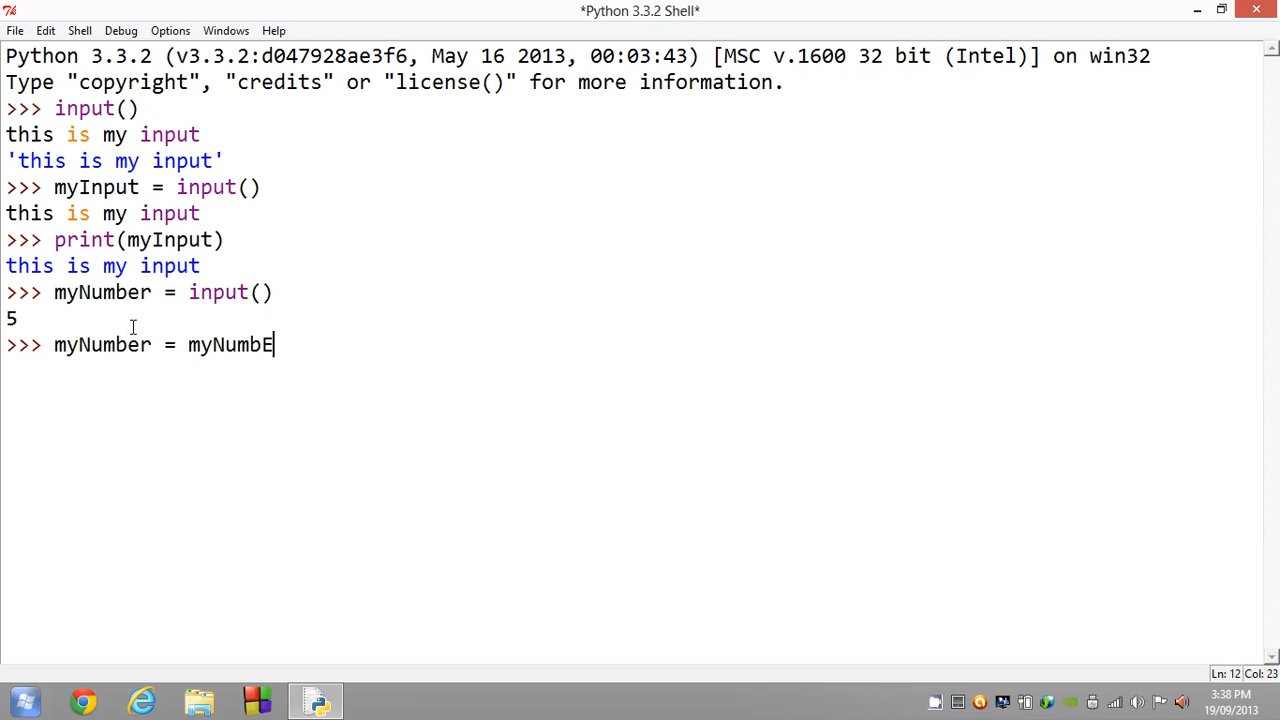 *Python 3.3.2 Shell*
File Edit Shell Debug Options Windows Help
Python 3.3.2 (v3.3.2:d047928ae3f6, May 16 2013, 00:03:43) [MSC v.1600 32 bit (Intel)] on win32
Type "copyright", "credits" or "license()" for more information.
>>> input()
this is my input
'this is my input'
>>> myInput = input()
this is my input
>>> print(myInput)
this is my input
>>> myNumber = input()
5
>>> myNumber = myNumbE
Ln: 12 Col: 23
3:38 PM
19/09/2013